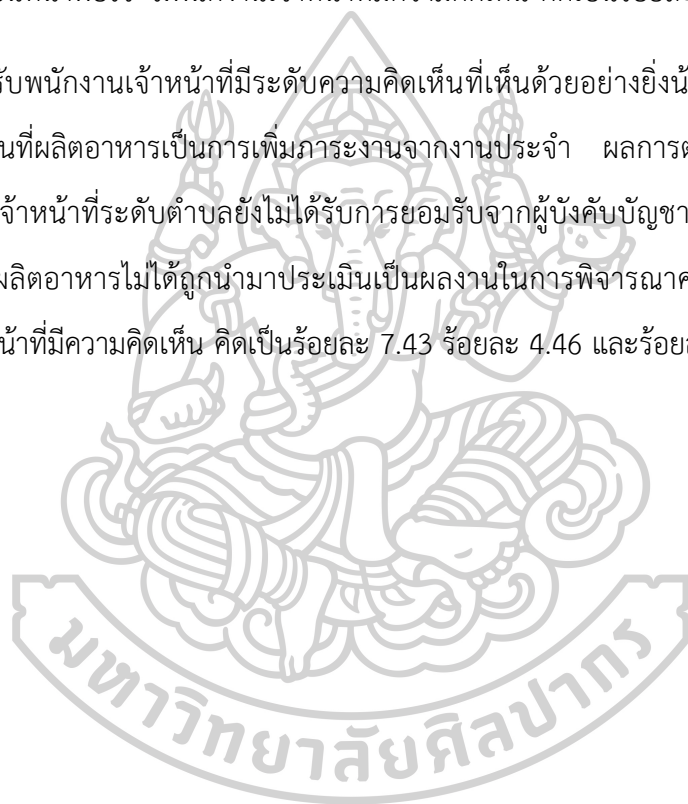 รับพนักงานเจ้าหน้าที่มีระดับความคิดเห็นที่เห็นด้วยอย่างยิ่ง
นที่ผลิตอาหารเป็นการเพิ่มภาระงานจากงานประจำ ผลการ
จ้าหน้าที่ระดับตำบลยังไม่ได้รับการยอมรับจากผู้บังคับบัญชา
ผลิตอาหารไม่ได้ถูกนำมาประเมินเป็นผลงานในการพิจารณา
น้าที่มีความคิดเห็น คิดเป็นร้อยละ 7.43 ร้อยละ 4.46 และร้อย
มหาวิทยาลัยศิลปากร